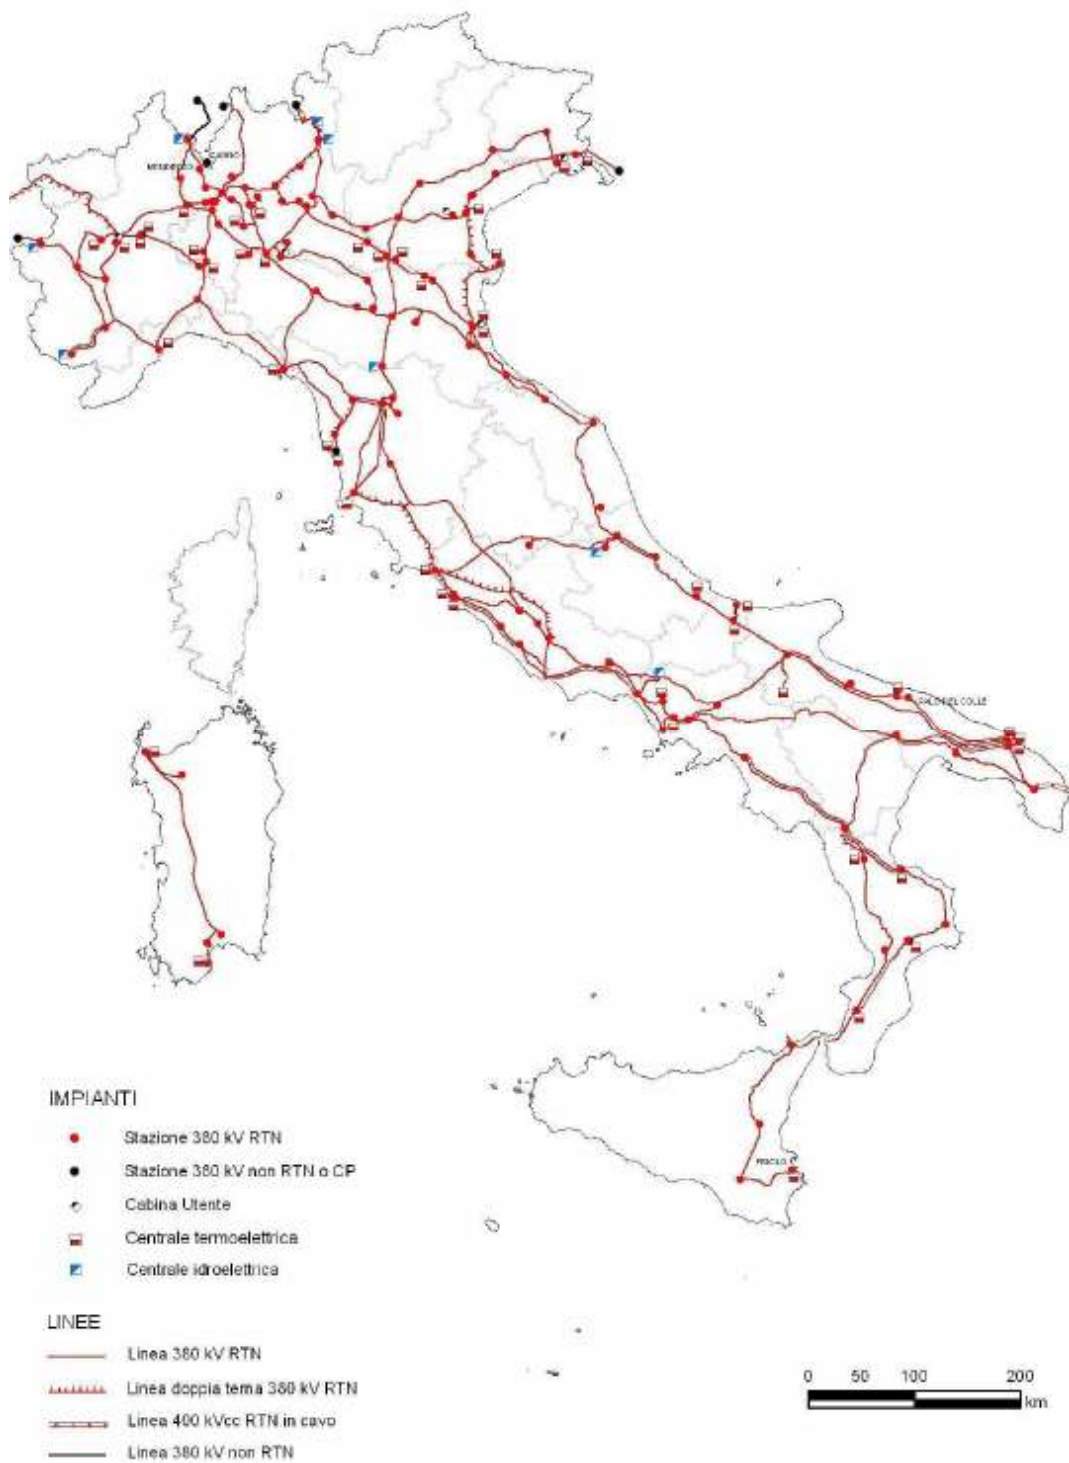 IMPIANTI
Stazione 380 kV RTN
Stazione 380 kV non RTN o CP
Cabina Utente
Centrale termoelettrica
Centrale idroelettrica
LINEE
Linea 380 kV RTN
Linea doppia terna 380 kV RTN
Linea 400 kVcc RTN in cavo
Linea 380 kV non RTN
0 50 100 200
km